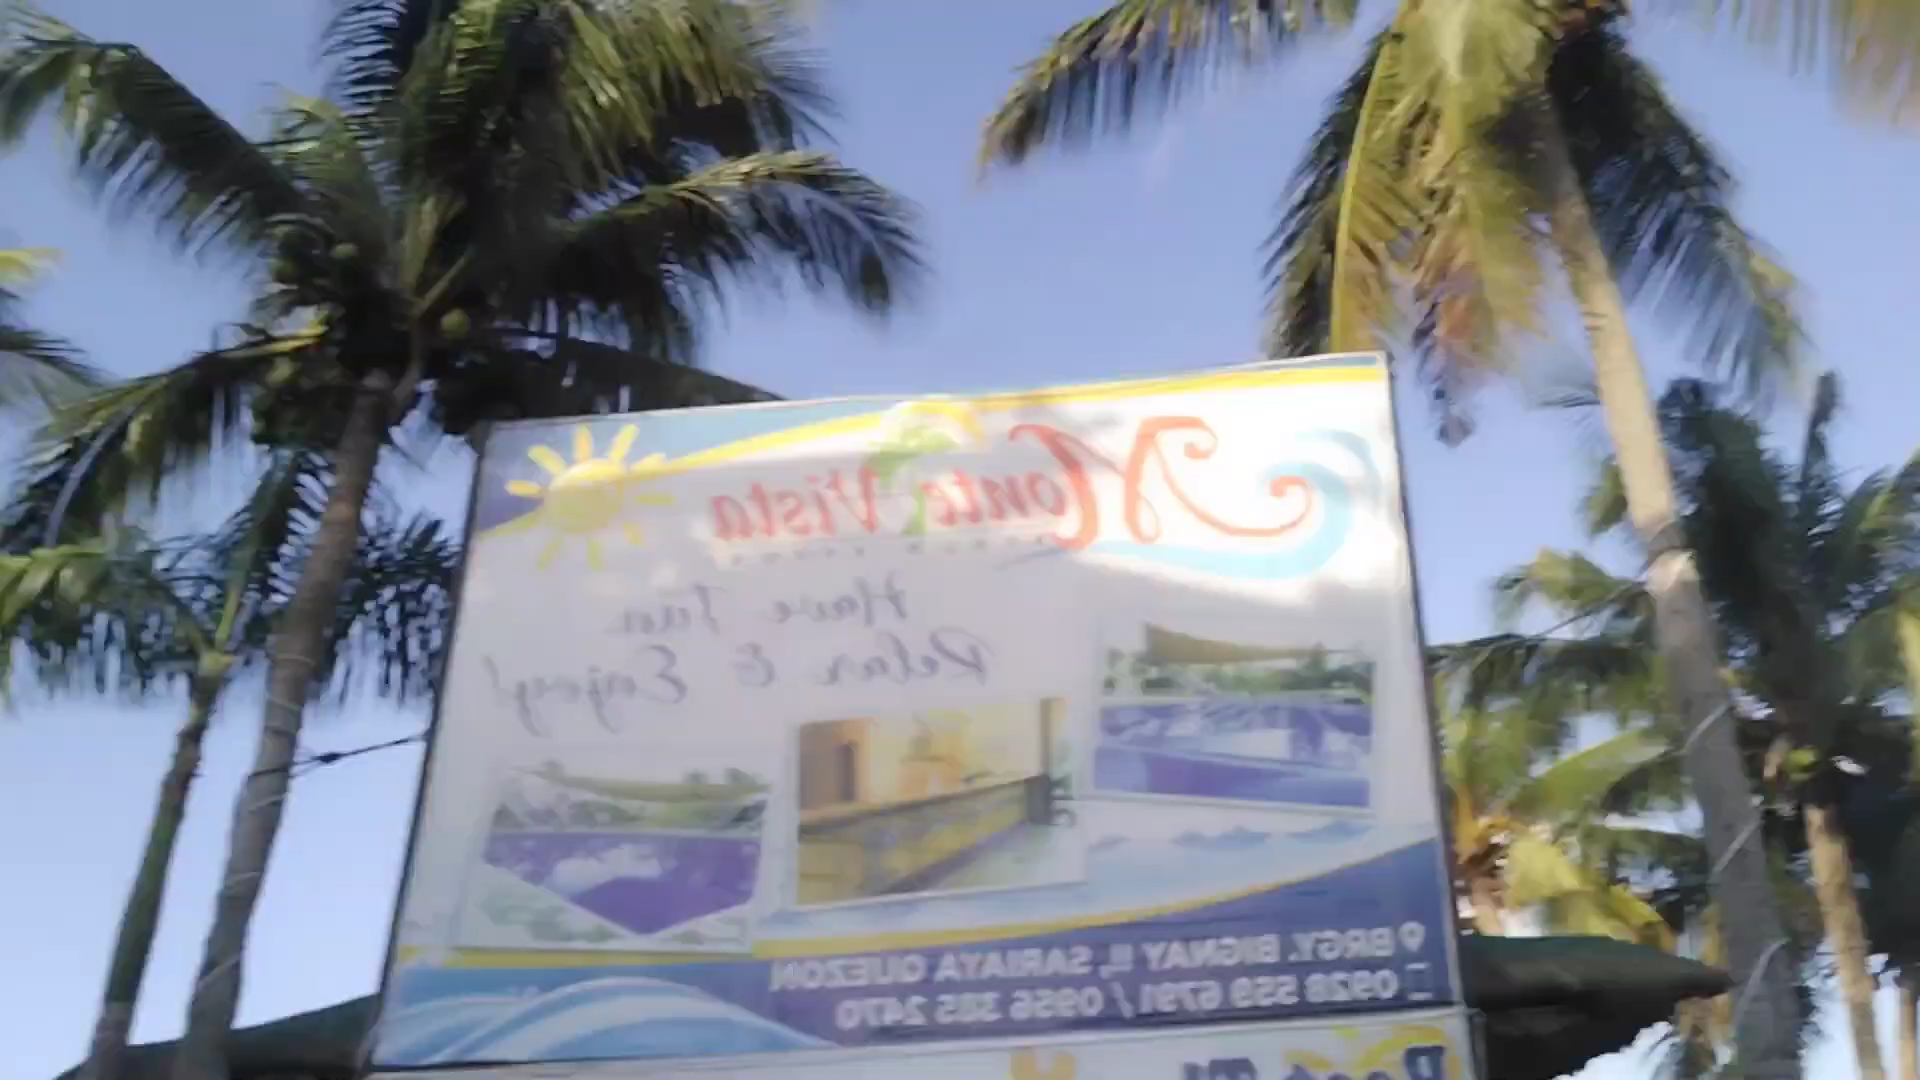 Monte Vista
Have Fun
Relax & Enjoy!
BRGY. BIGNAY II, SARIAYA QUEZON
0928 559 6791 / 0956 385 2470